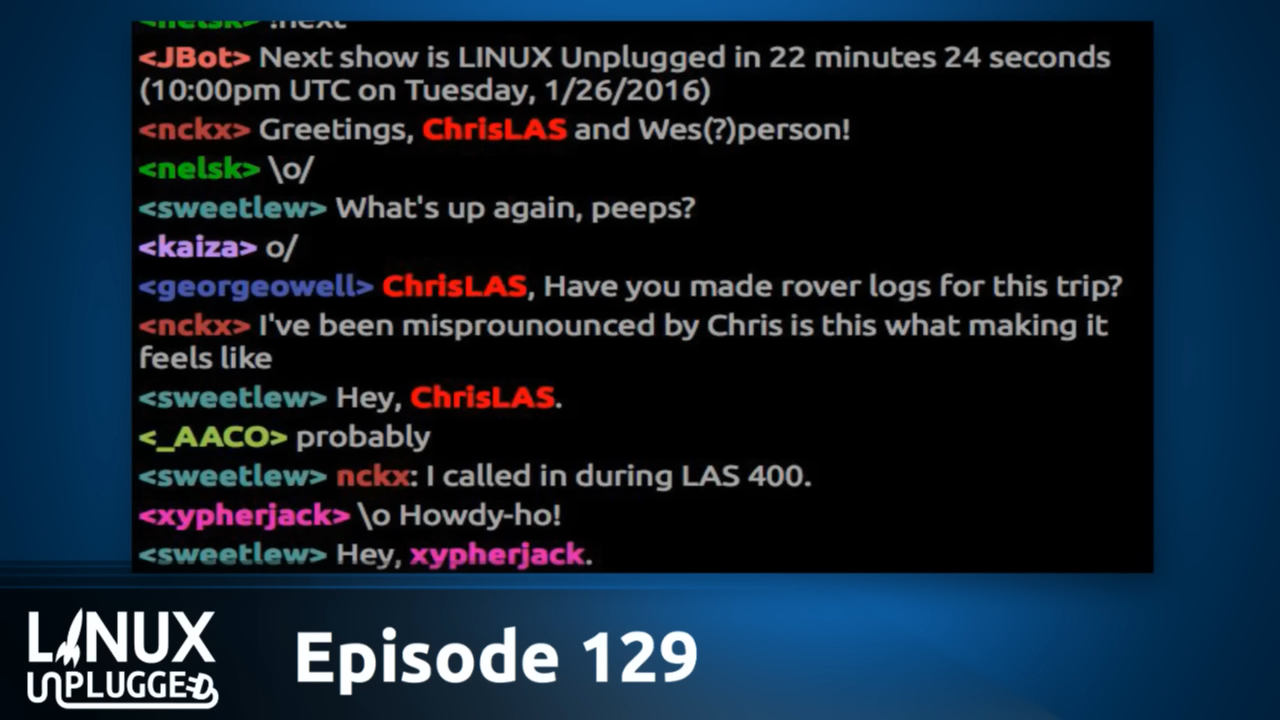 <nelsk> !next
<JBot> Next show is LINUX Unplugged in 22 minutes 24 seconds
(10:00pm UTC on Tuesday, 1/26/2016)
<nckx> Greetings, ChrisLAS and Wes(?)person!
<nelsk> \o/
<sweetlew> What's up again, peeps?
<kaiza> o/
<georgeowell> ChrisLAS, Have you made rover logs for this trip?
<nckx> I've been misprounounced by Chris is this what making it
feels like
<sweetlew> Hey, ChrisLAS.
<_AACO> probably
<sweetlew> nckx: I called in during LAS 400.
<xypherjack> \o Howdy-ho!
<sweetlew> Hey, xypherjack.
LINUX
UNPLUGGED
Episode 129